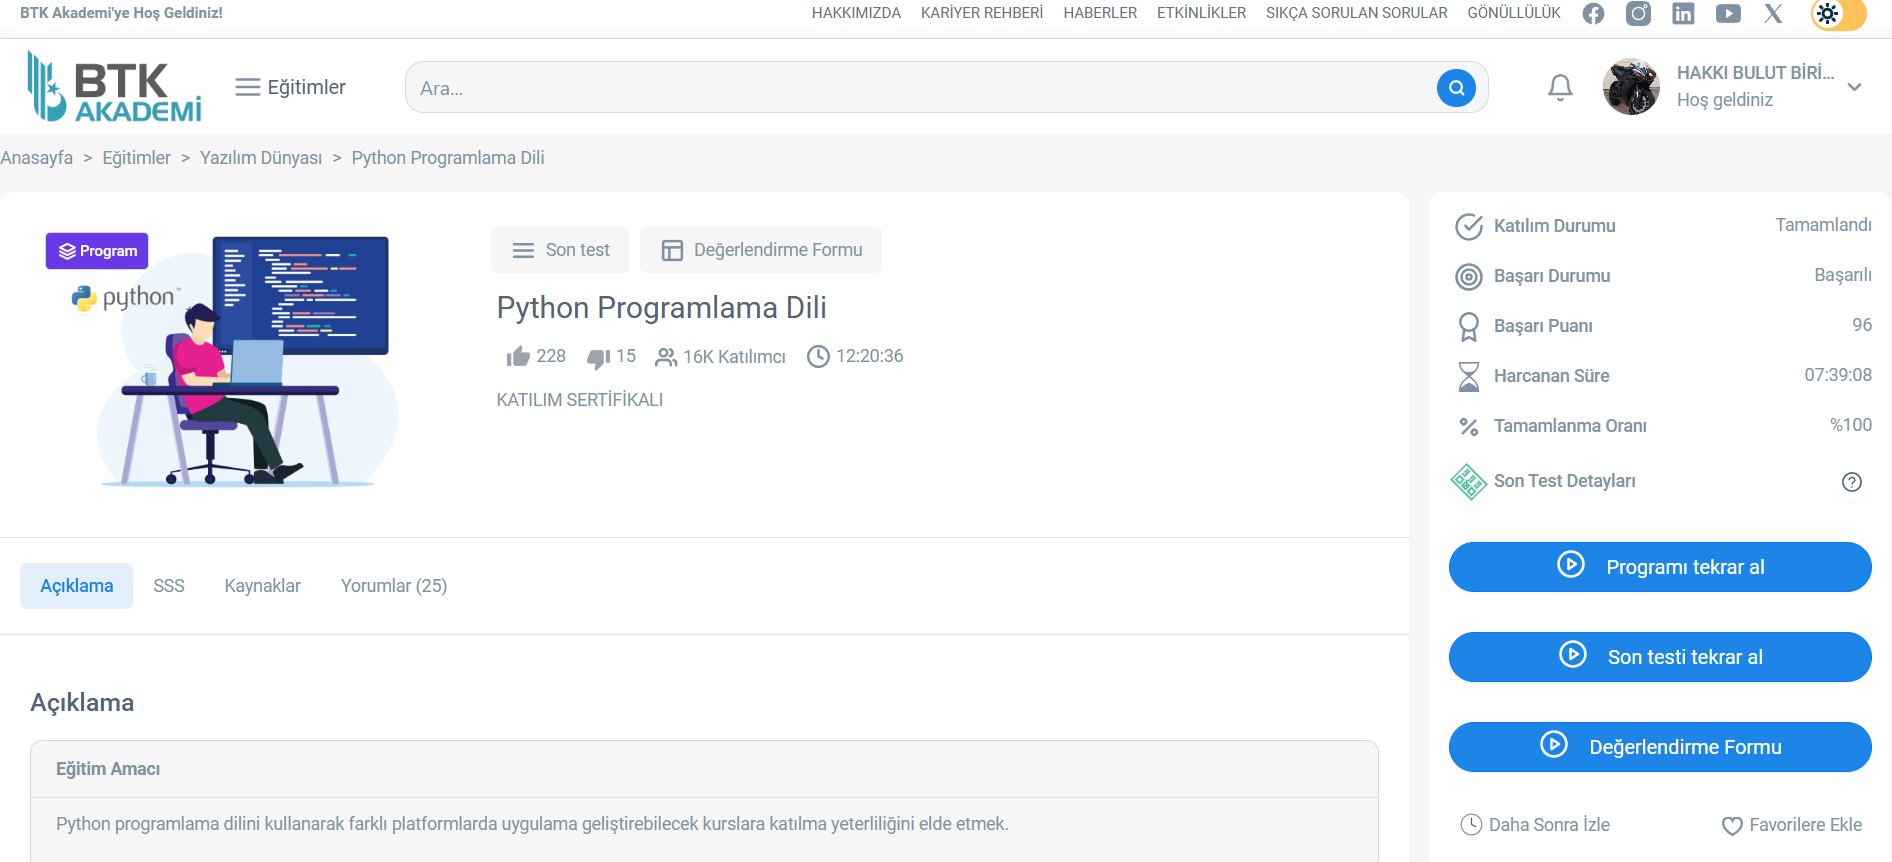 BTK Akademi'ye Hoş Geldiniz!
HAKKIMIZDA KARİYER REHBERİ HABERLER ETKİNLİKLER SIKÇA SORULAN SORULAR GÖNÜLLÜLÜK
BTK
AKADEMİ
Eğitimler
Ara...
HAKKI BULUT BİRİ...
Hoş geldiniz
Anasayfa > Eğitimler > Yazılım Dünyası > Python Programlama Dili
Program
python™
Son test
Değerlendirme Formu
Python Programlama Dili
228 15 16K Katılımcı 12:20:36
KATILIM SERTİFİKALI
Açıklama SSS Kaynaklar Yorumlar (25)
Açıklama
Eğitim Amacı
Python programlama dilini kullanarak farklı platformlarda uygulama geliştirebilecek kurslara katılma yeterliliğini elde etmek.
Katılım Durumu Tamamlandı
Başarı Durumu Başarılı
Başarı Puanı 96
Harcanan Süre 07:39:08
Tamamlanma Oranı %100
Son Test Detayları
Programı tekrar al
Son testi tekrar al
Değerlendirme Formu
Daha Sonra İzle Favorilere Ekle